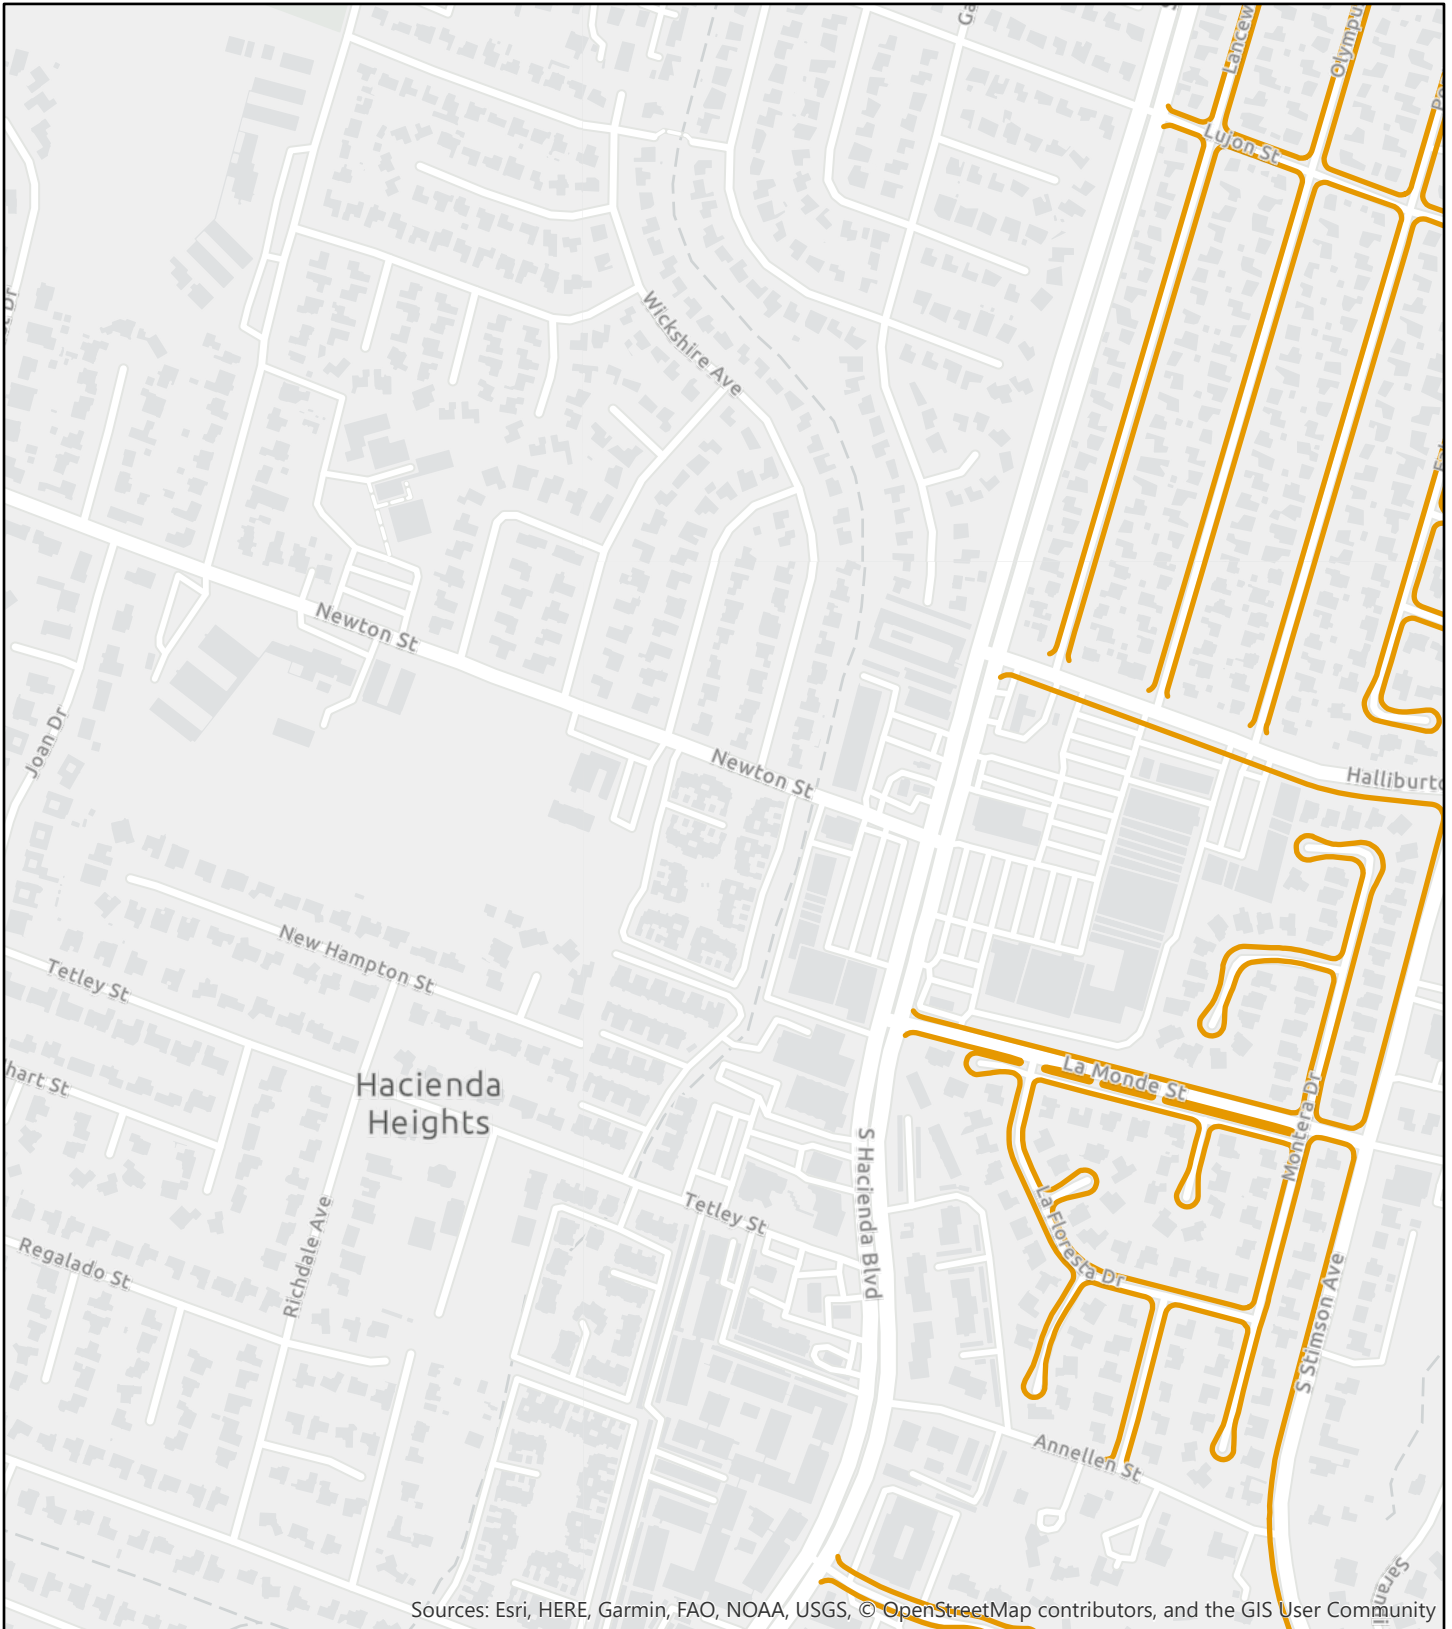 Lujon St
Wickshire Ave
Newton St
Joan Dr
Newton St
New Hampton St
Tetley St
Hacienda
Heights
La Monde St
Montera Dr
S Hacienda Blvd
La Floresta Dr
Tetley St
Richdale Ave
Regalado St
S Stimson Ave
Annellen St
Sources: Esri, HERE, Garmin, FAO, NOAA, USGS, © OpenStreetMap contributors, and the GIS User Community